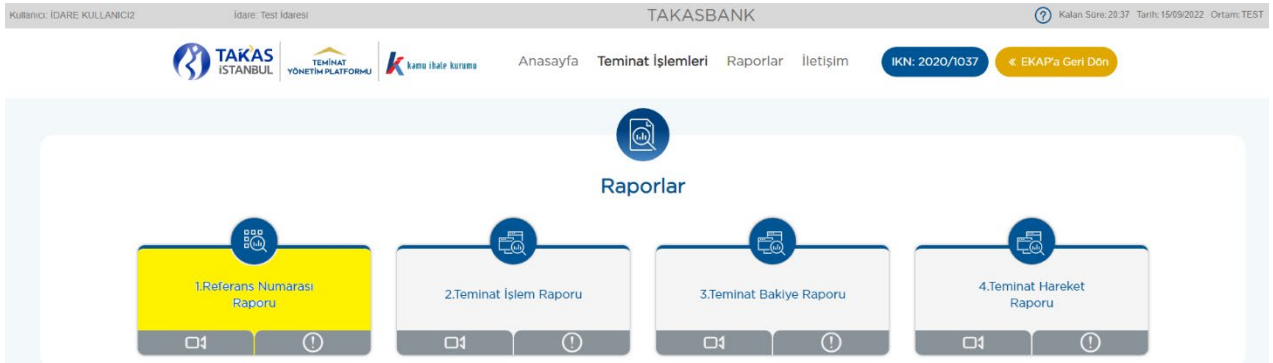 Kullanıcı: İDARE KULLANICI2 İdare: Test İdaresi TAKASBANK Kalan Süre: 20:37 Tarih: 15/09/2022 Ortam: TEST
TAKAS
İSTANBUL
TEMİNAT
YÖNETİM PLATFORMU
kamu ihale kurumu
Anasayfa Teminat İşlemleri Raporlar İletişim IKN: 2020/1037 « EKAP'a Geri Dön
Raporlar
1.Referans Numarası
Raporu
2.Teminat İşlem Raporu
3.Teminat Bakiye Raporu
4.Teminat Hareket
Raporu